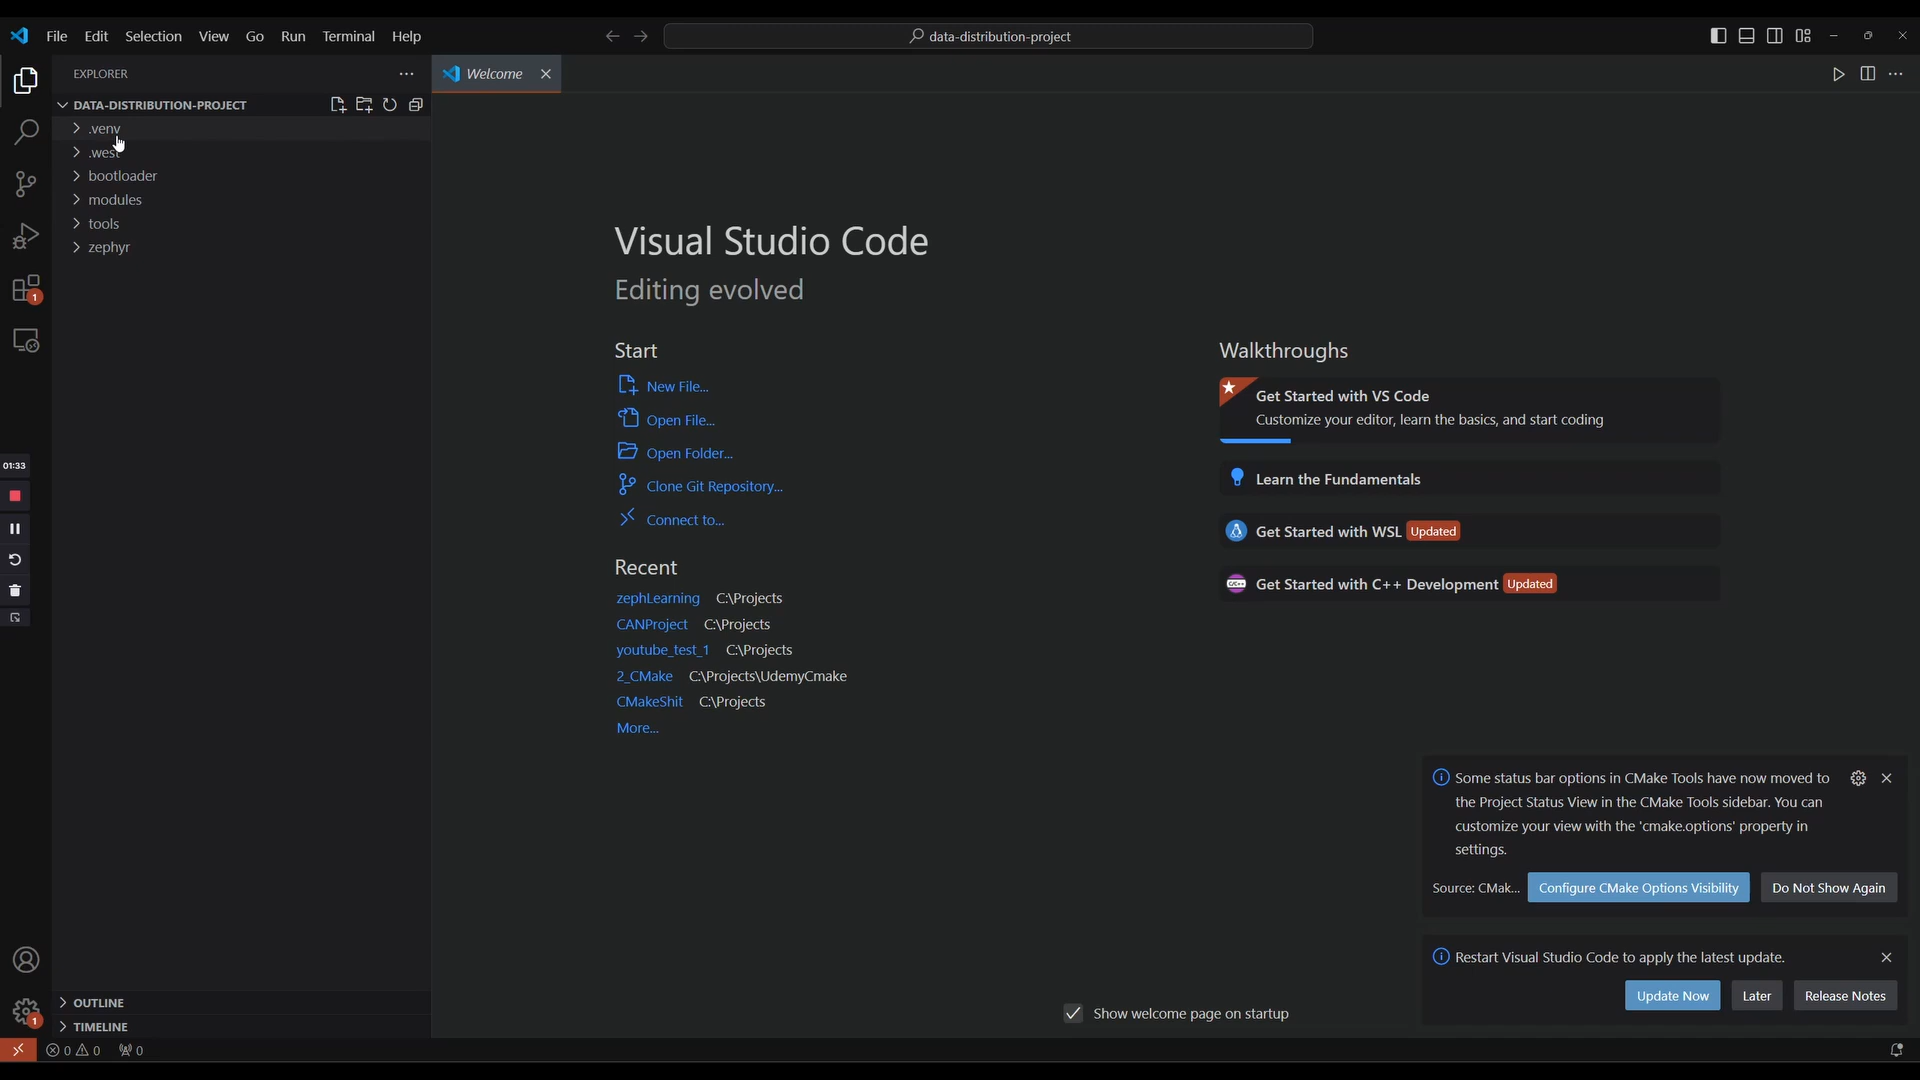 File Edit Selection View Go Run Terminal Help
data-distribution-project
EXPLORER
DATA-DISTRIBUTION-PROJECT
.venv
.west
bootloader
modules
tools
zephyr
1
01:33
Welcome
Visual Studio Code
Editing evolved
Start
New File...
Open File...
Open Folder...
Clone Git Repository...
Connect to...
Recent
zephLearning C:\Projects
CANProject C:\Projects
youtube_test_1 C:\Projects
2_CMake C:\Projects\UdemyCmake
CMakeShit C:\Projects
More...
Walkthroughs
Get Started with VS Code
Customize your editor, learn the basics, and start coding
Learn the Fundamentals
Get Started with WSL Updated
C/C++ Get Started with C++ Development Updated
Some status bar options in CMake Tools have now moved to
the Project Status View in the CMake Tools sidebar. You can
customize your view with the 'cmake.options' property in
settings.
Source: CMak... Configure CMake Options Visibility Do Not Show Again
Restart Visual Studio Code to apply the latest update.
Update Now Later Release Notes
Show welcome page on startup
OUTLINE
1
TIMELINE
0 0 0